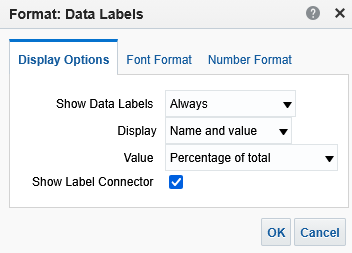 Format: Data Labels
Display Options Font Format Number Format
Show Data Labels Always
Display Name and value
Value Percentage of total
Show Label Connector
OK Cancel